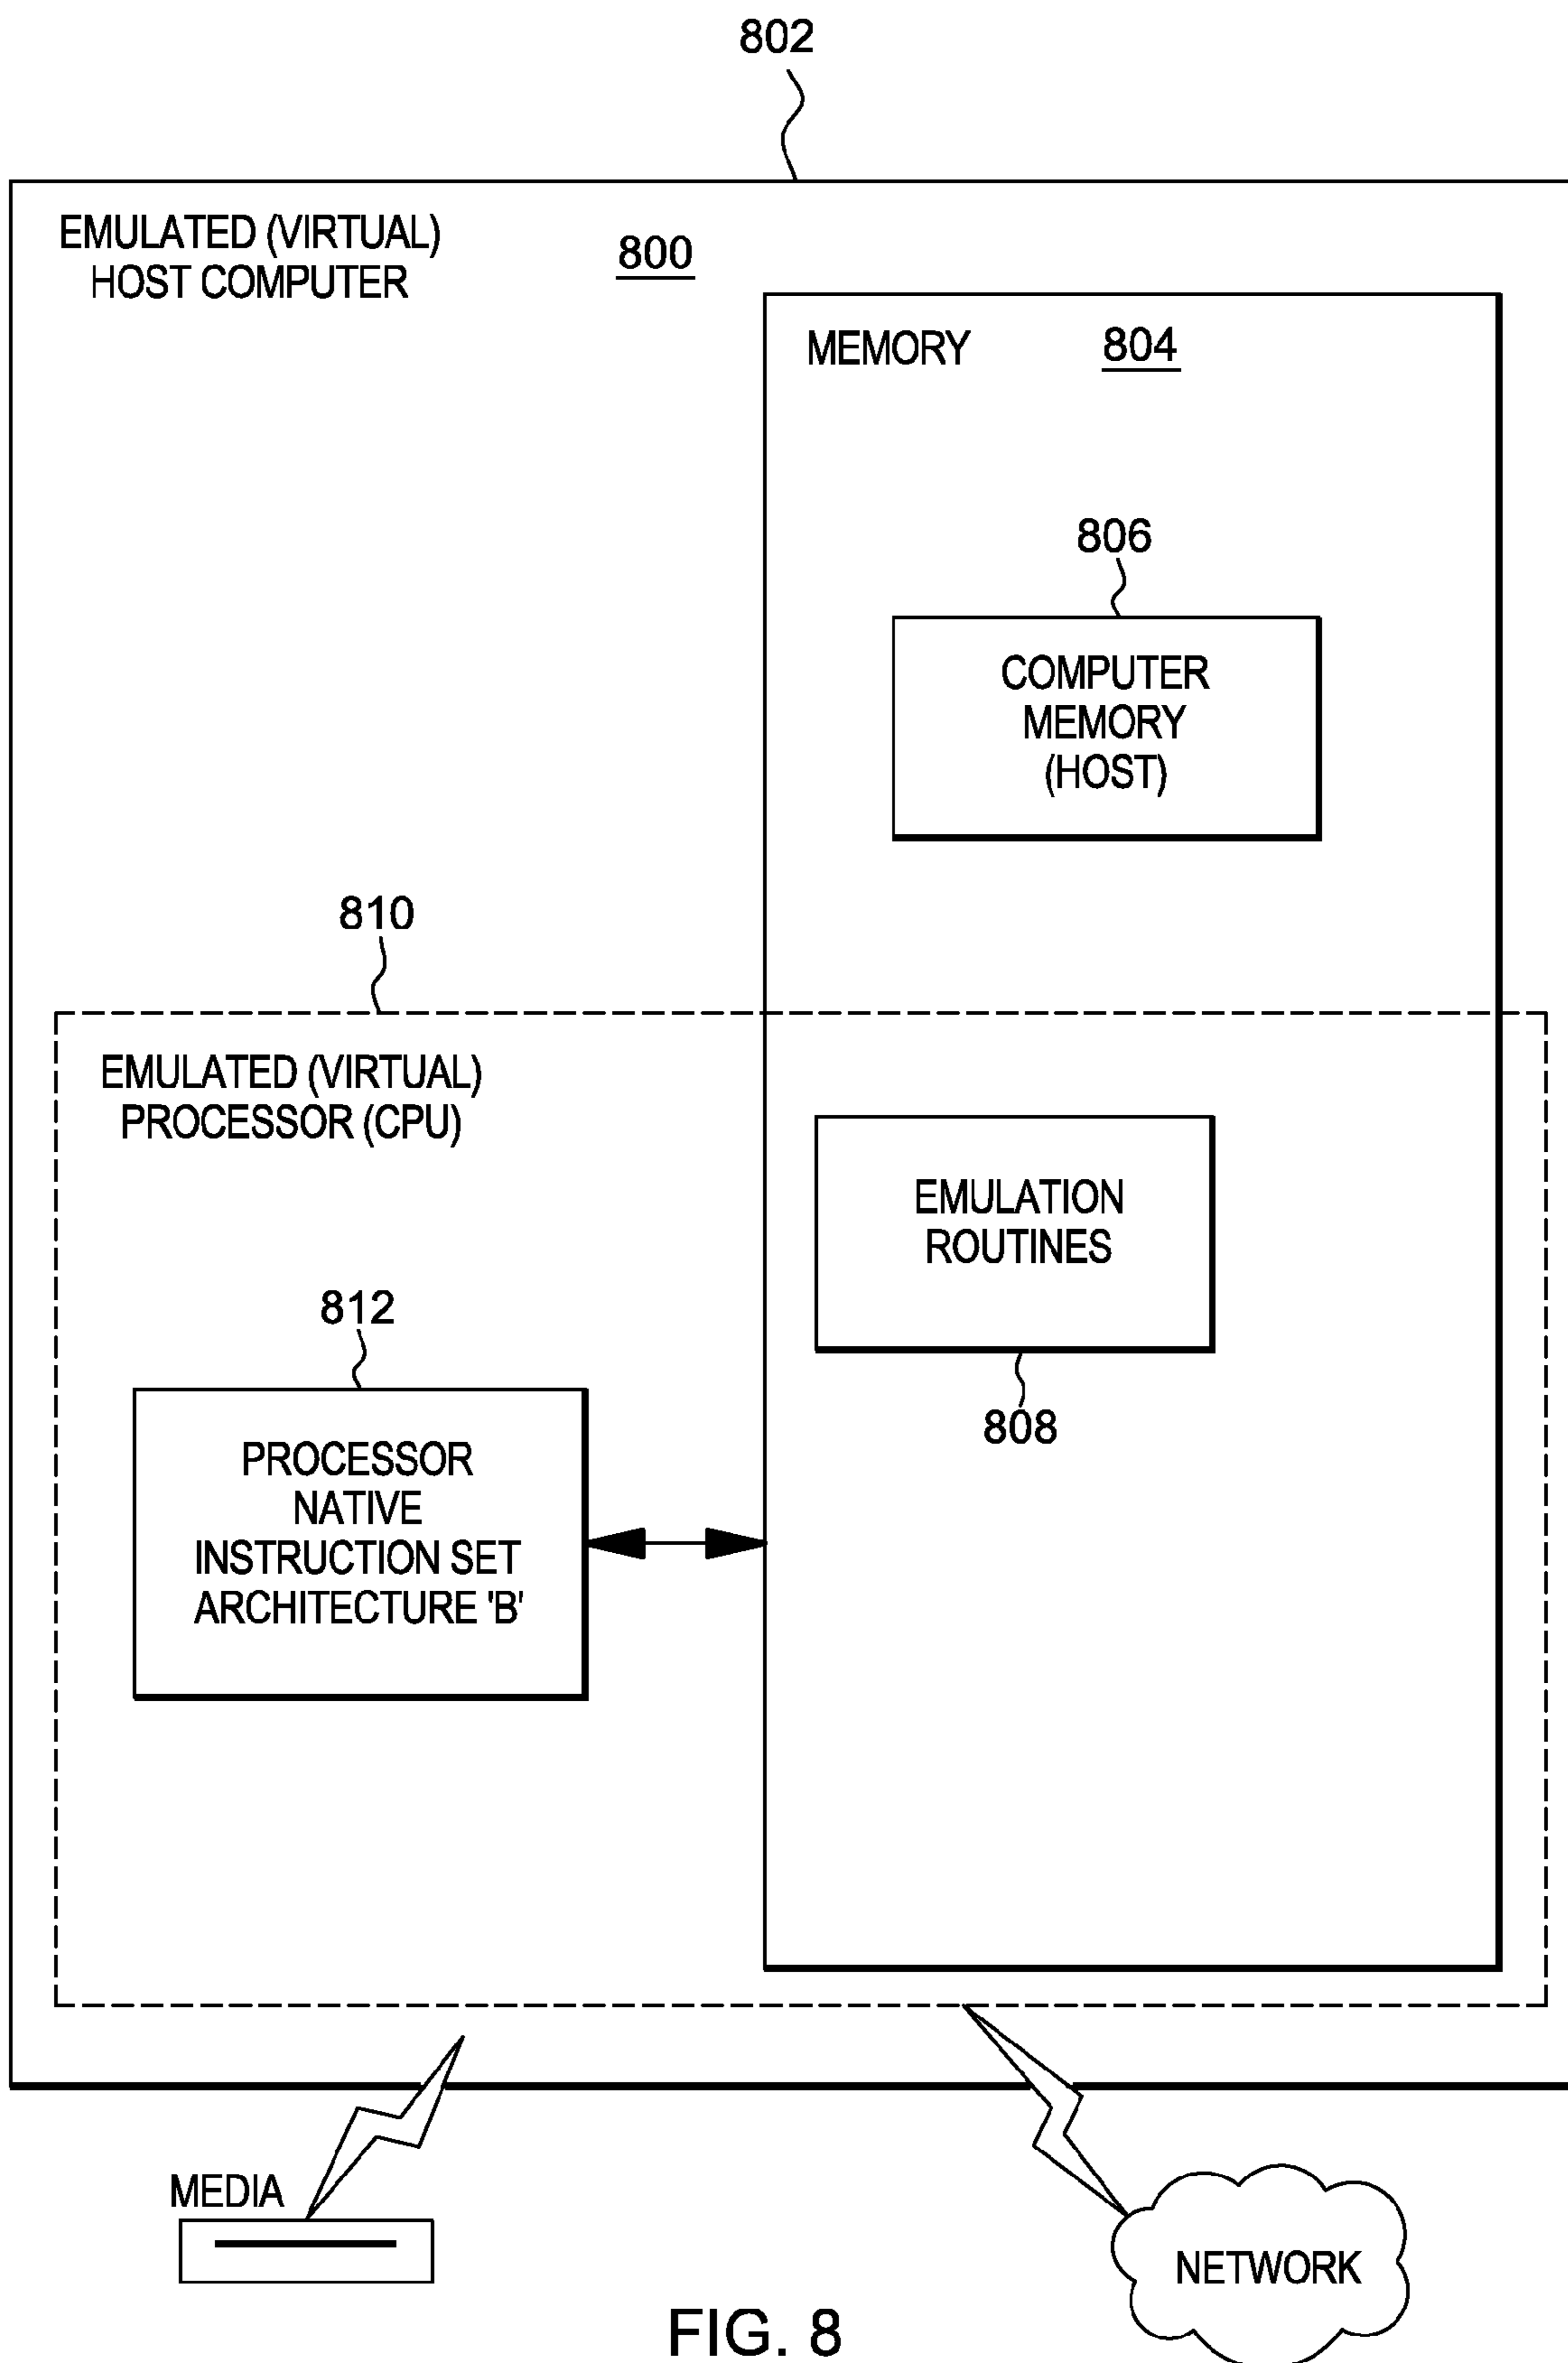 802
EMULATED (VIRTUAL)
HOST COMPUTER
800
MEMORY
804
806
COMPUTER
MEMORY
(HOST)
810
EMULATED (VIRTUAL)
PROCESSOR (CPU)
EMULATION
ROUTINES
808
812
PROCESSOR
NATIVE
INSTRUCTION SET
ARCHITECTURE 'B'
MEDIA
NETWORK
FIG. 8